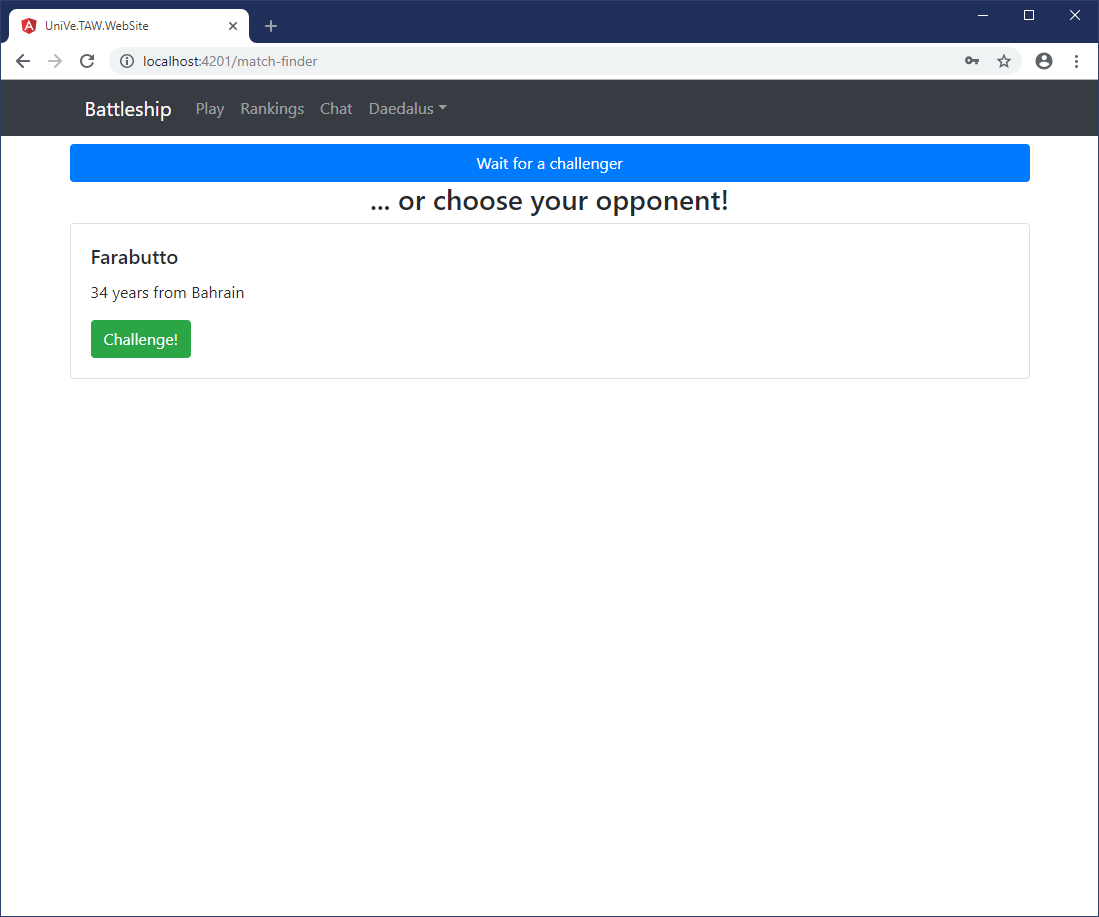 UniVe.TAW.WebSite
localhost:4201/match-finder
Battleship Play Rankings Chat Daedalus
Wait for a challenger
... or choose your opponent!
Farabutto
34 years from Bahrain
Challenge!